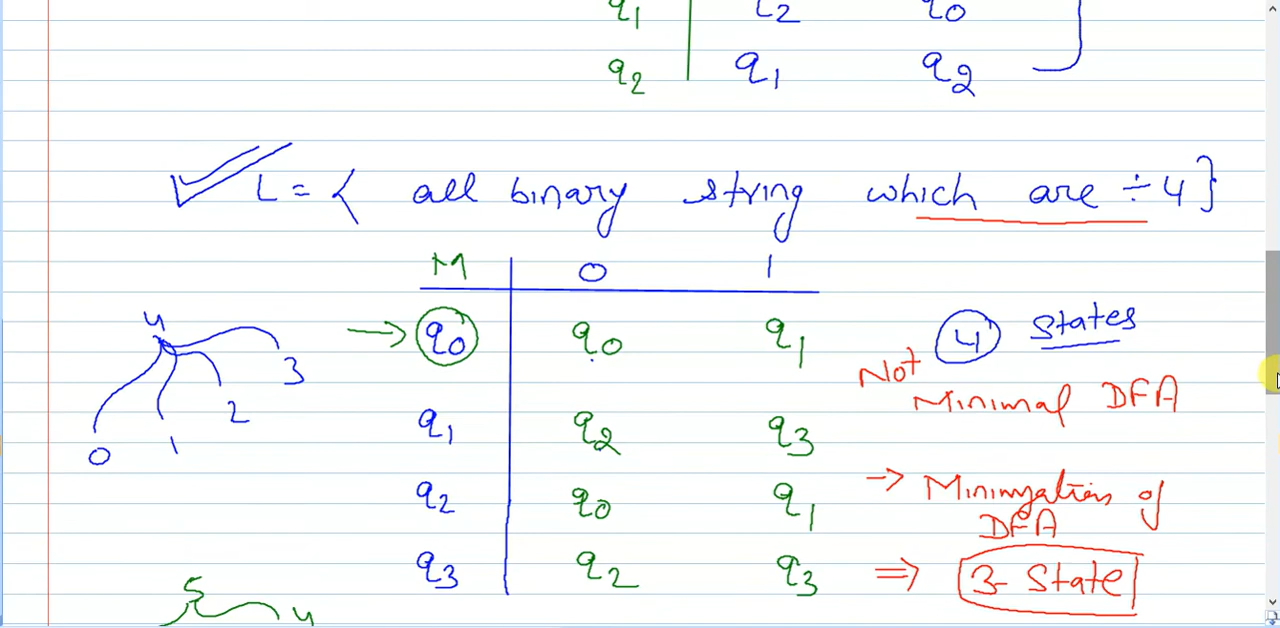 q1 q2 q0
q2 q1 q2
L = { all binary string which are ÷ 4 }
M 0 1
→ q0 q0 q1
4 States
4
0 1 2 3
Not Minimal DFA
q1 q2 q3
q2 q0 q1
→ Minimization of DFA
q3 q2 q3
⇒ 3-State
5
4